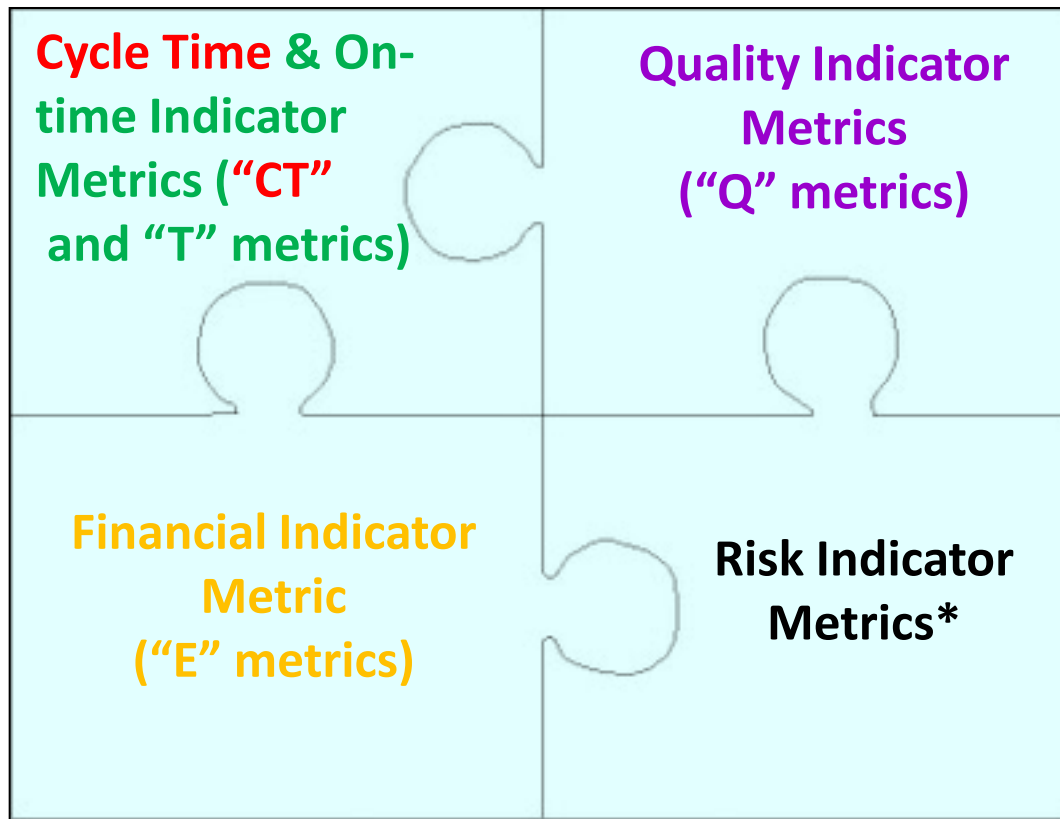 Cycle Time & On-
time Indicator
Metrics (“CT”
and “T” metrics)
Quality Indicator
Metrics
(“Q” metrics)
Financial Indicator
Metric
(“E” metrics)
Risk Indicator
Metrics*